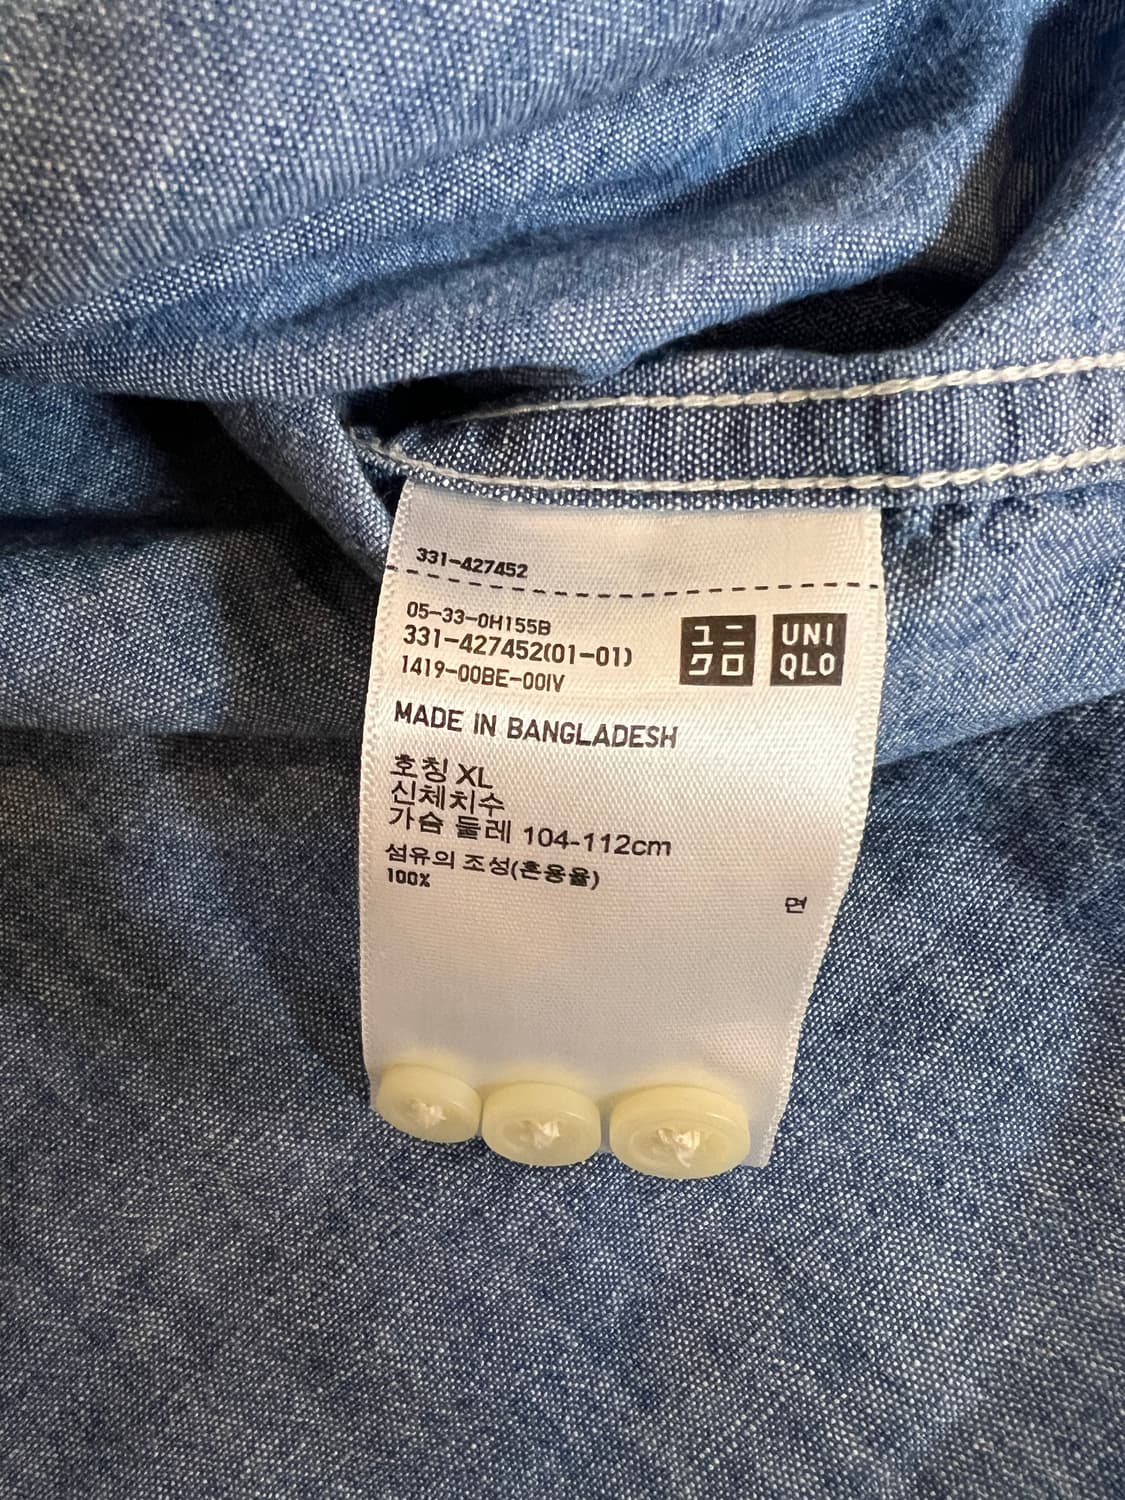 331-427452
05-33-0H155B
331-427452(01-01)
1419-00BE-00IV
ユニ
クロ
UNI
QLO
MADE IN BANGLADESH
호칭 XL
신체치수
가슴 둘레 104-112cm
섬유의 조성(혼용율)
100%
면